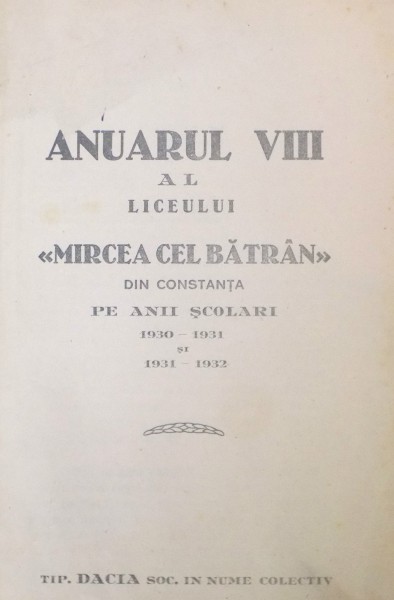 ANUARUL VIII
AL
LICEULUI
«MIRCEA CEL BĂTRÂN»
DIN CONSTANȚA
PE ANII ȘCOLARI
1930 – 1931
ȘI
1931 – 1932
TIP. DACIA SOC. IN NUME COLECTIV